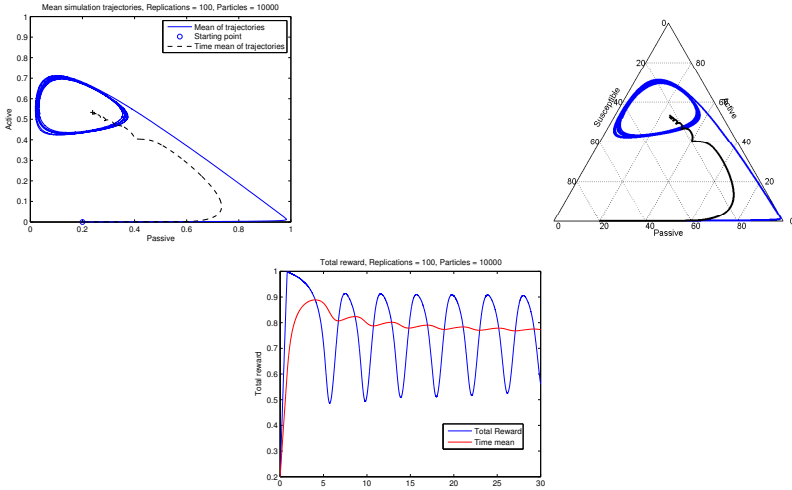 Mean simulation trajectories, Replications = 100, Particles = 10000
Mean of trajectories
Starting point
Time mean of trajectories
1
0.9
0.8
0.7
0.6
0.5
0.4
0.3
0.2
0.1
0
Active
0 0.2 0.4 0.6 0.8 1
Passive
0
20 80
40 60
60 40
80 20
0 20 40 60 80 0
Susceptible
Active
Passive
Total reward, Replications = 100, Particles = 10000
1
0.9
0.8
0.7
0.6
0.5
0.4
0.3
0.2
Total reward
Total Reward
Time mean
0 5 10 15 20 25 30